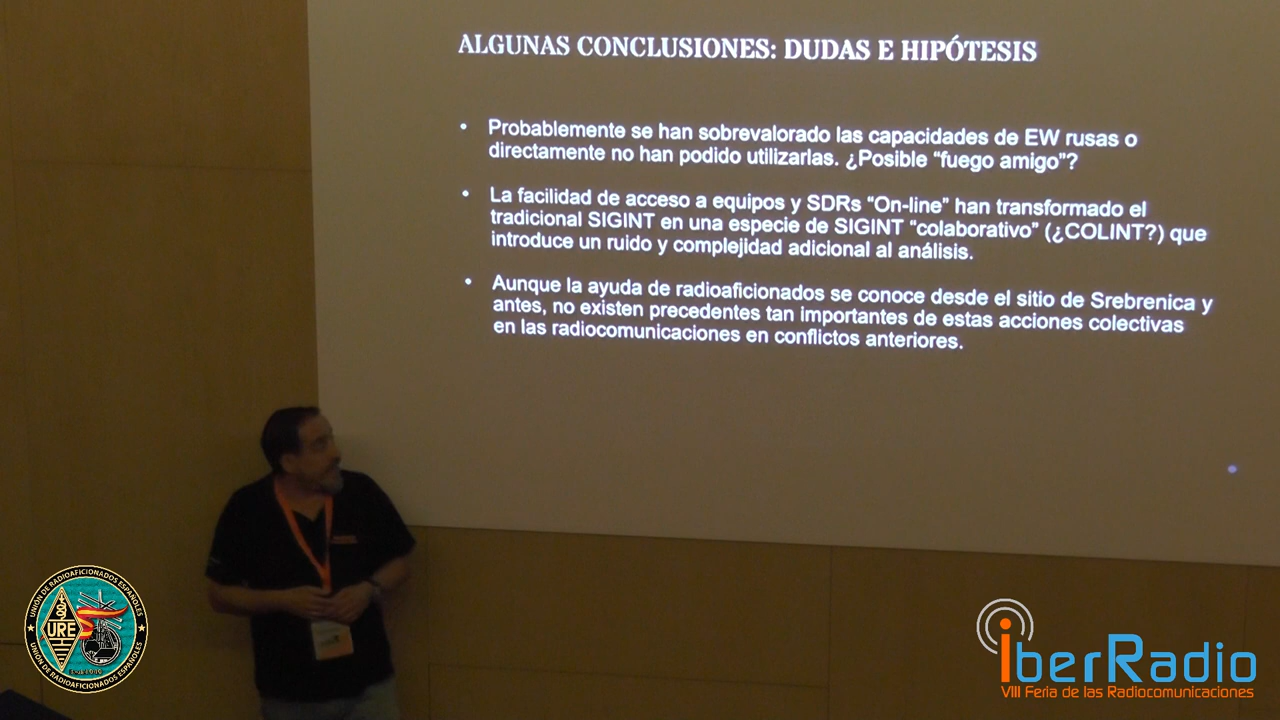 ALGUNAS CONCLUSIONES: DUDAS E HIPÓTESIS
• Probablemente se han sobrevalorado las capacidades de EW rusas o
directamente no han podido utilizarlas. ¿Posible “fuego amigo”?
• La facilidad de acceso a equipos y SDRs “On-line” han transformado el
tradicional SIGINT en una especie de SIGINT “colaborativo” (¿COLINT?) que
introduce un ruido y complejidad adicional al análisis.
• Aunque la ayuda de radioaficionados se conoce desde el sitio de Srebrenica y
antes, no existen precedentes tan importantes de estas acciones colectivas
en las radiocomunicaciones en conflictos anteriores.
UNIÓN DE RADIOAFICIONADOS ESPAÑOLES
URE
UNIÓN DE RADIOAFICIONADOS ESPAÑOLES
iberRadio
VIII Feria de las Radiocomunicaciones